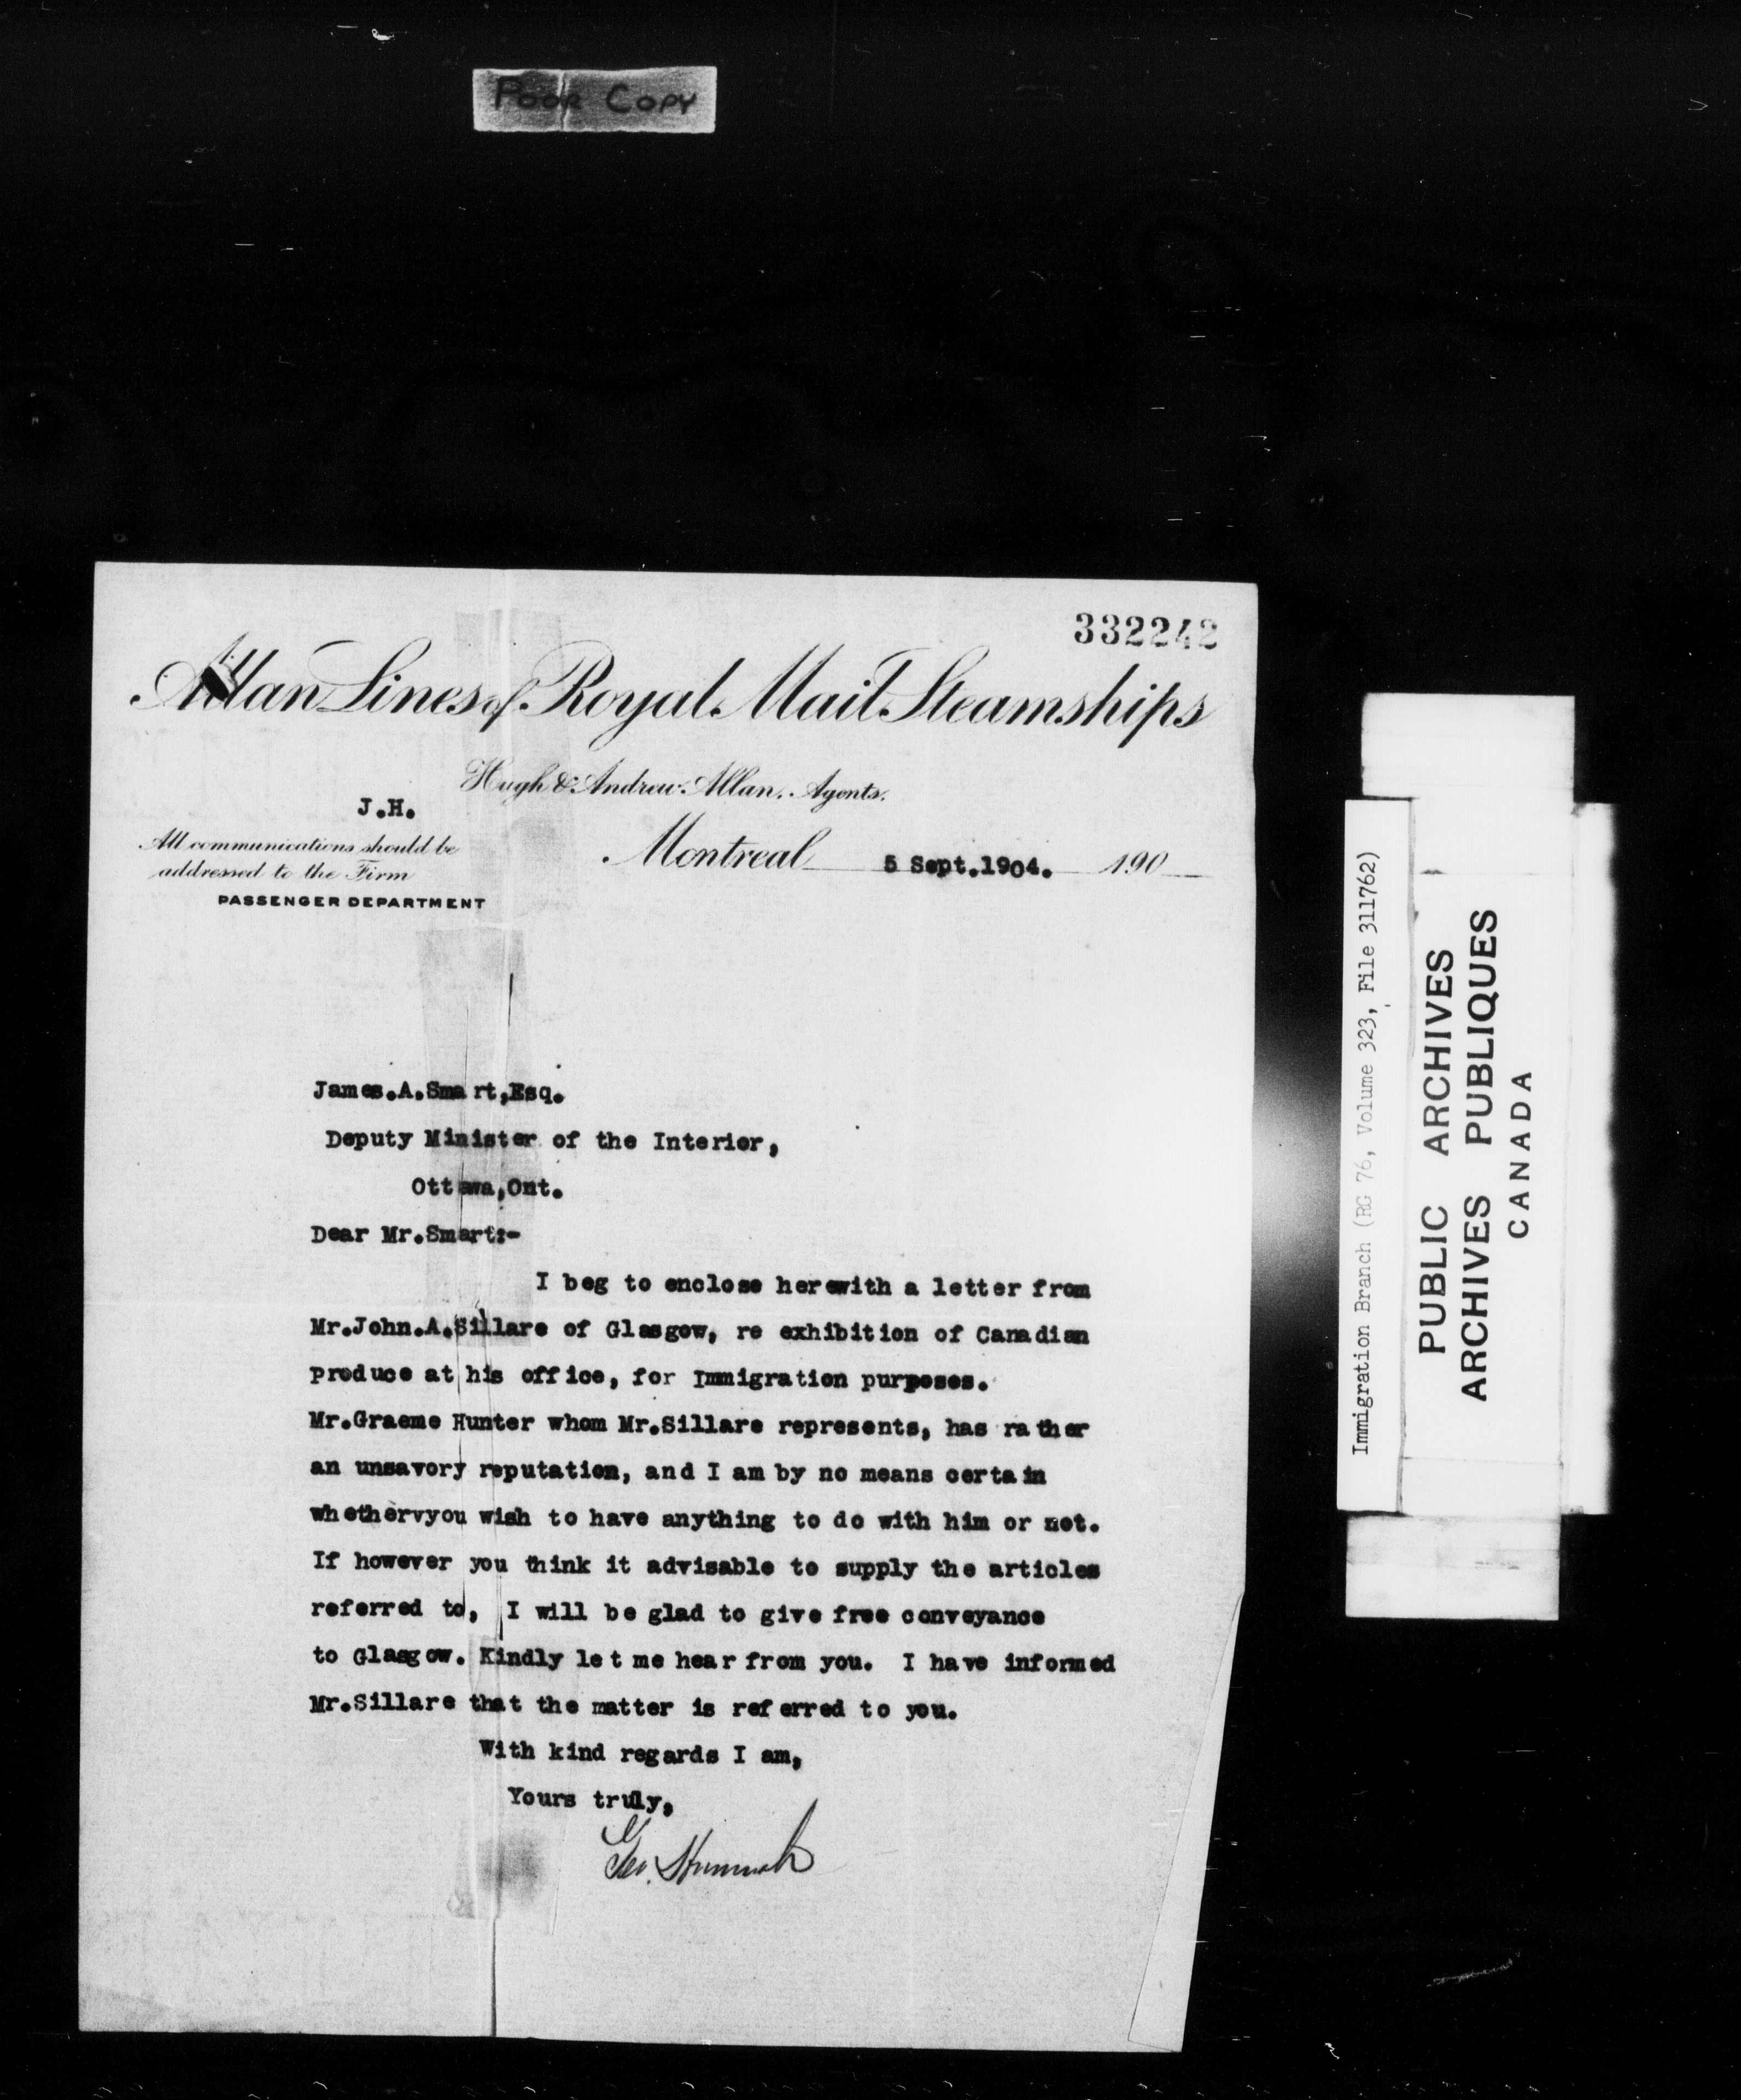 POOR COPY
332242
Allan Lines of Royal Mail Steamships
Hugh & Andrew Allan. Agents.
J.H.
All communications should be
addressed to the Firm
PASSENGER DEPARTMENT
Montreal 5 Sept.1904. 190
James.A.Smart,Esq.
Deputy Minister of the Interior,
Ottawa,Ont.
Dear Mr.Smart:-
I beg to enclose herewith a letter from
Mr.John.A.Sillars of Glasgow, re exhibition of Canadian
produce at his office, for Immigration purposes.
Mr.Graeme Hunter whom Mr.Sillars represents, has rather
an unsavory reputation, and I am by no means certain
whethervyou wish to have anything to do with him or not.
If however you think it advisable to supply the articles
referred to, I will be glad to give free conveyance
to Glasgow. Kindly let me hear from you. I have informed
Mr.Sillars that the matter is referred to you.
With kind regards I am,
Yours truly,
Geo.
Immigration Branch (RG 76, Volume 323, File 311762)
PUBLIC ARCHIVES
ARCHIVES PUBLIQUES
CANADA